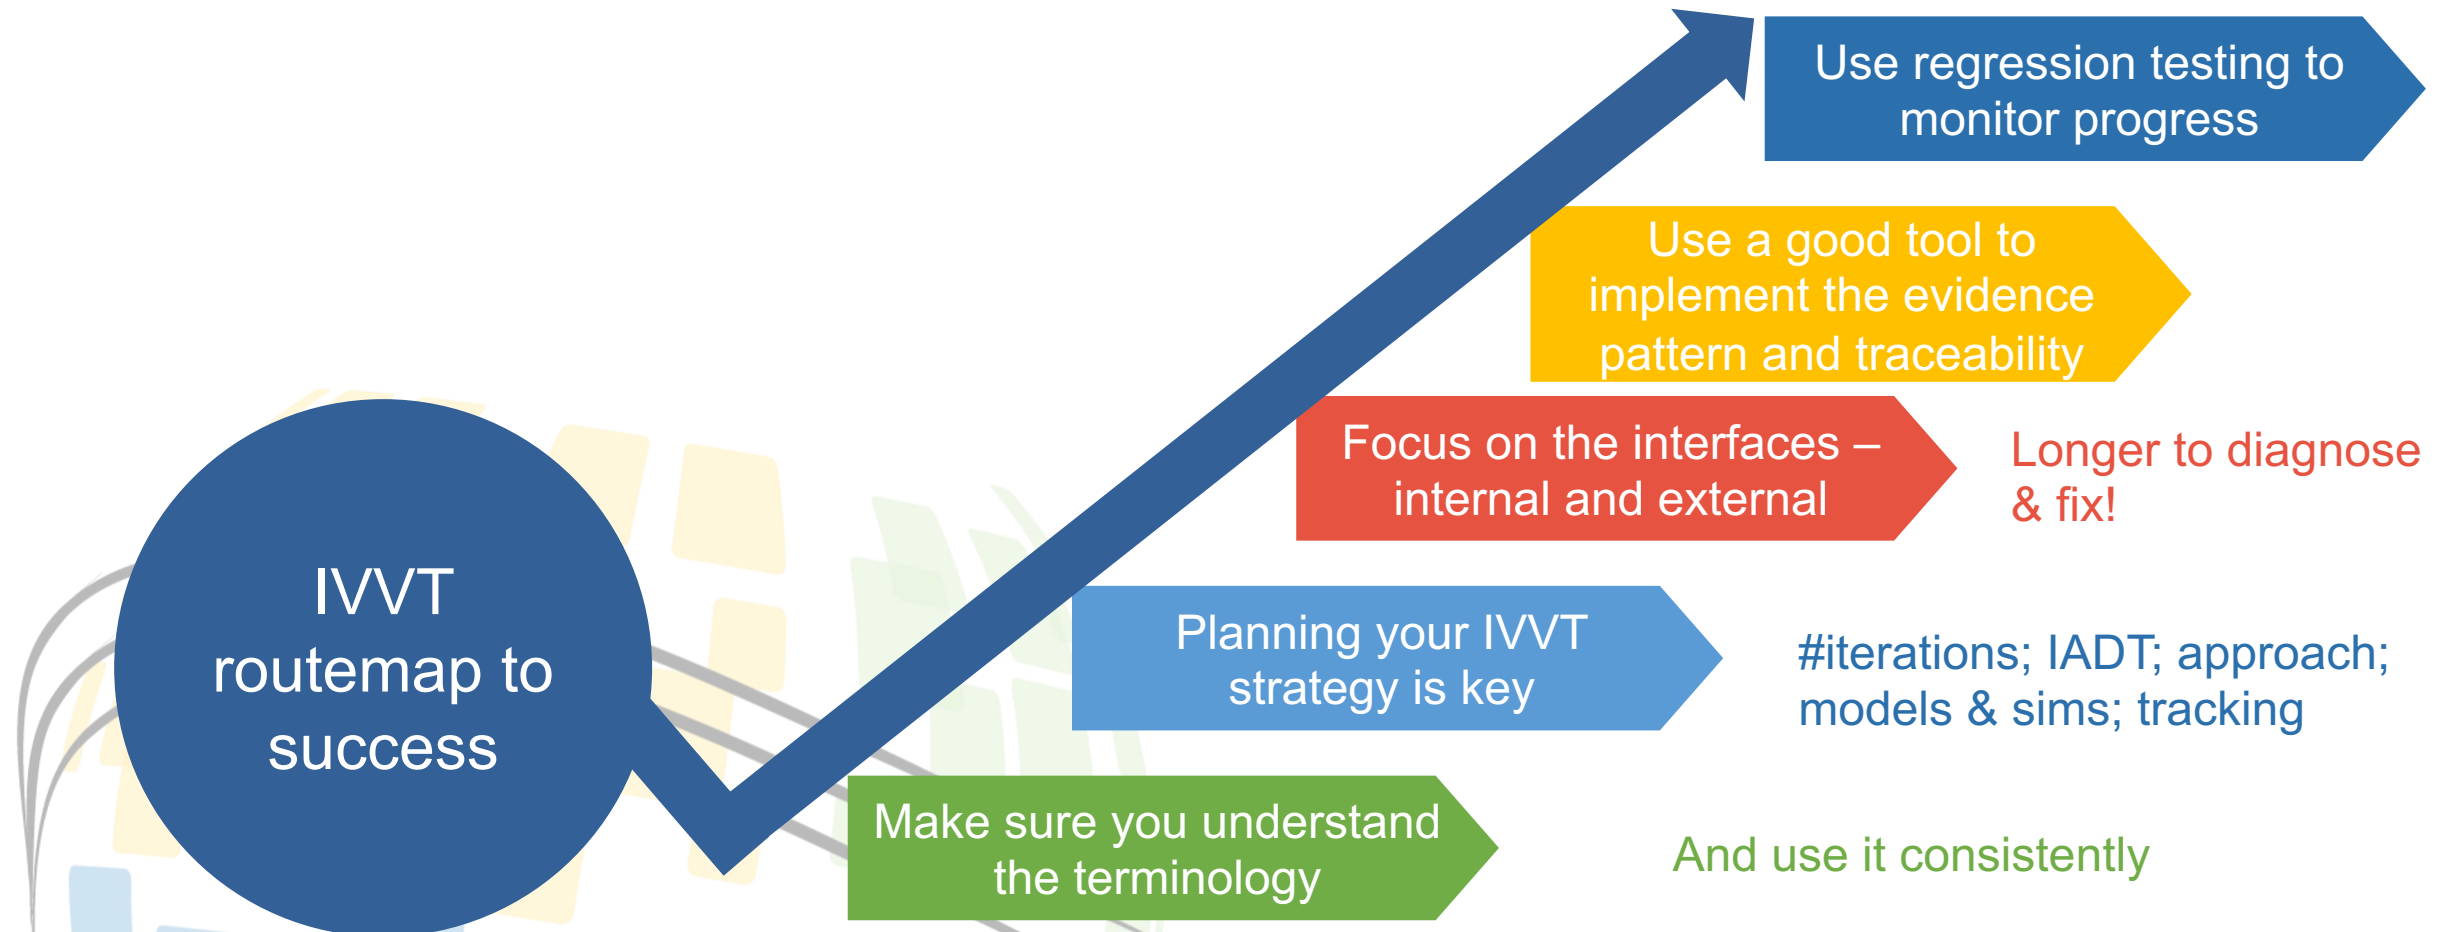 Use regression testing to
monitor progress
Use a good tool to
implement the evidence
pattern and traceability
Focus on the interfaces –
internal and external
Longer to diagnose
& fix!
IVVT
routemap to
success
Planning your IVVT
strategy is key
#iterations; IADT; approach;
models & sims; tracking
Make sure you understand
the terminology
And use it consistently